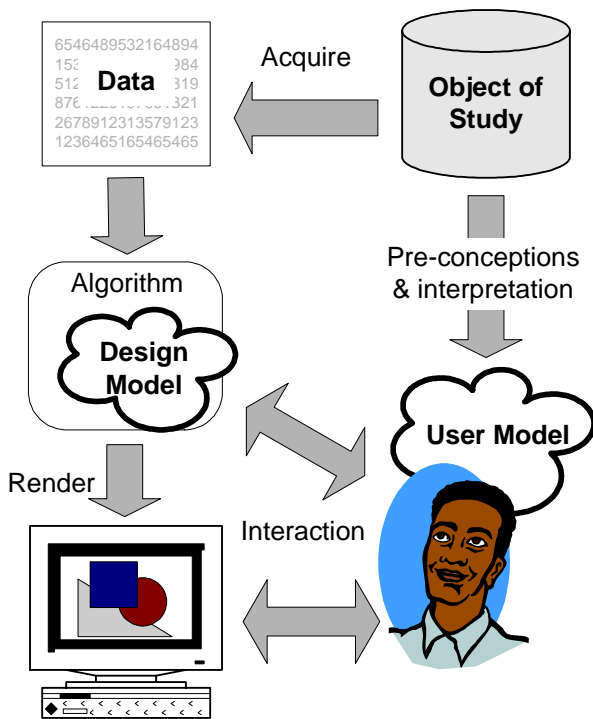 6546489532164894
Acquire
Data
Object of
Study
2678912313579123
1236465165465465
Pre-conceptions
& interpretation
Algorithm
Design
Model
User Model
Render
Interaction